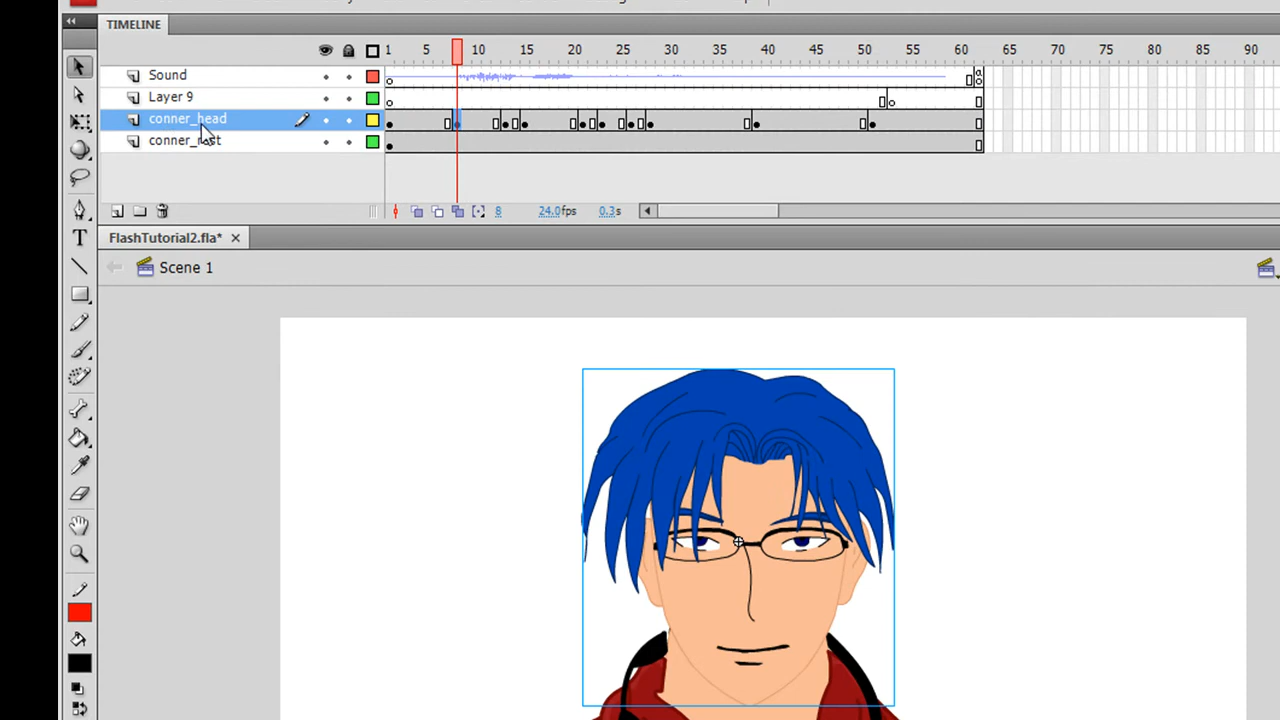 TIMELINE
1 5 10 15 20 25 30 35 40 45 50 55 60 65 70 75 80 85 90
Sound
Layer 9
conner_head
8 24.0fps 0.3s
FlashTutorial2.fla*
Scene 1